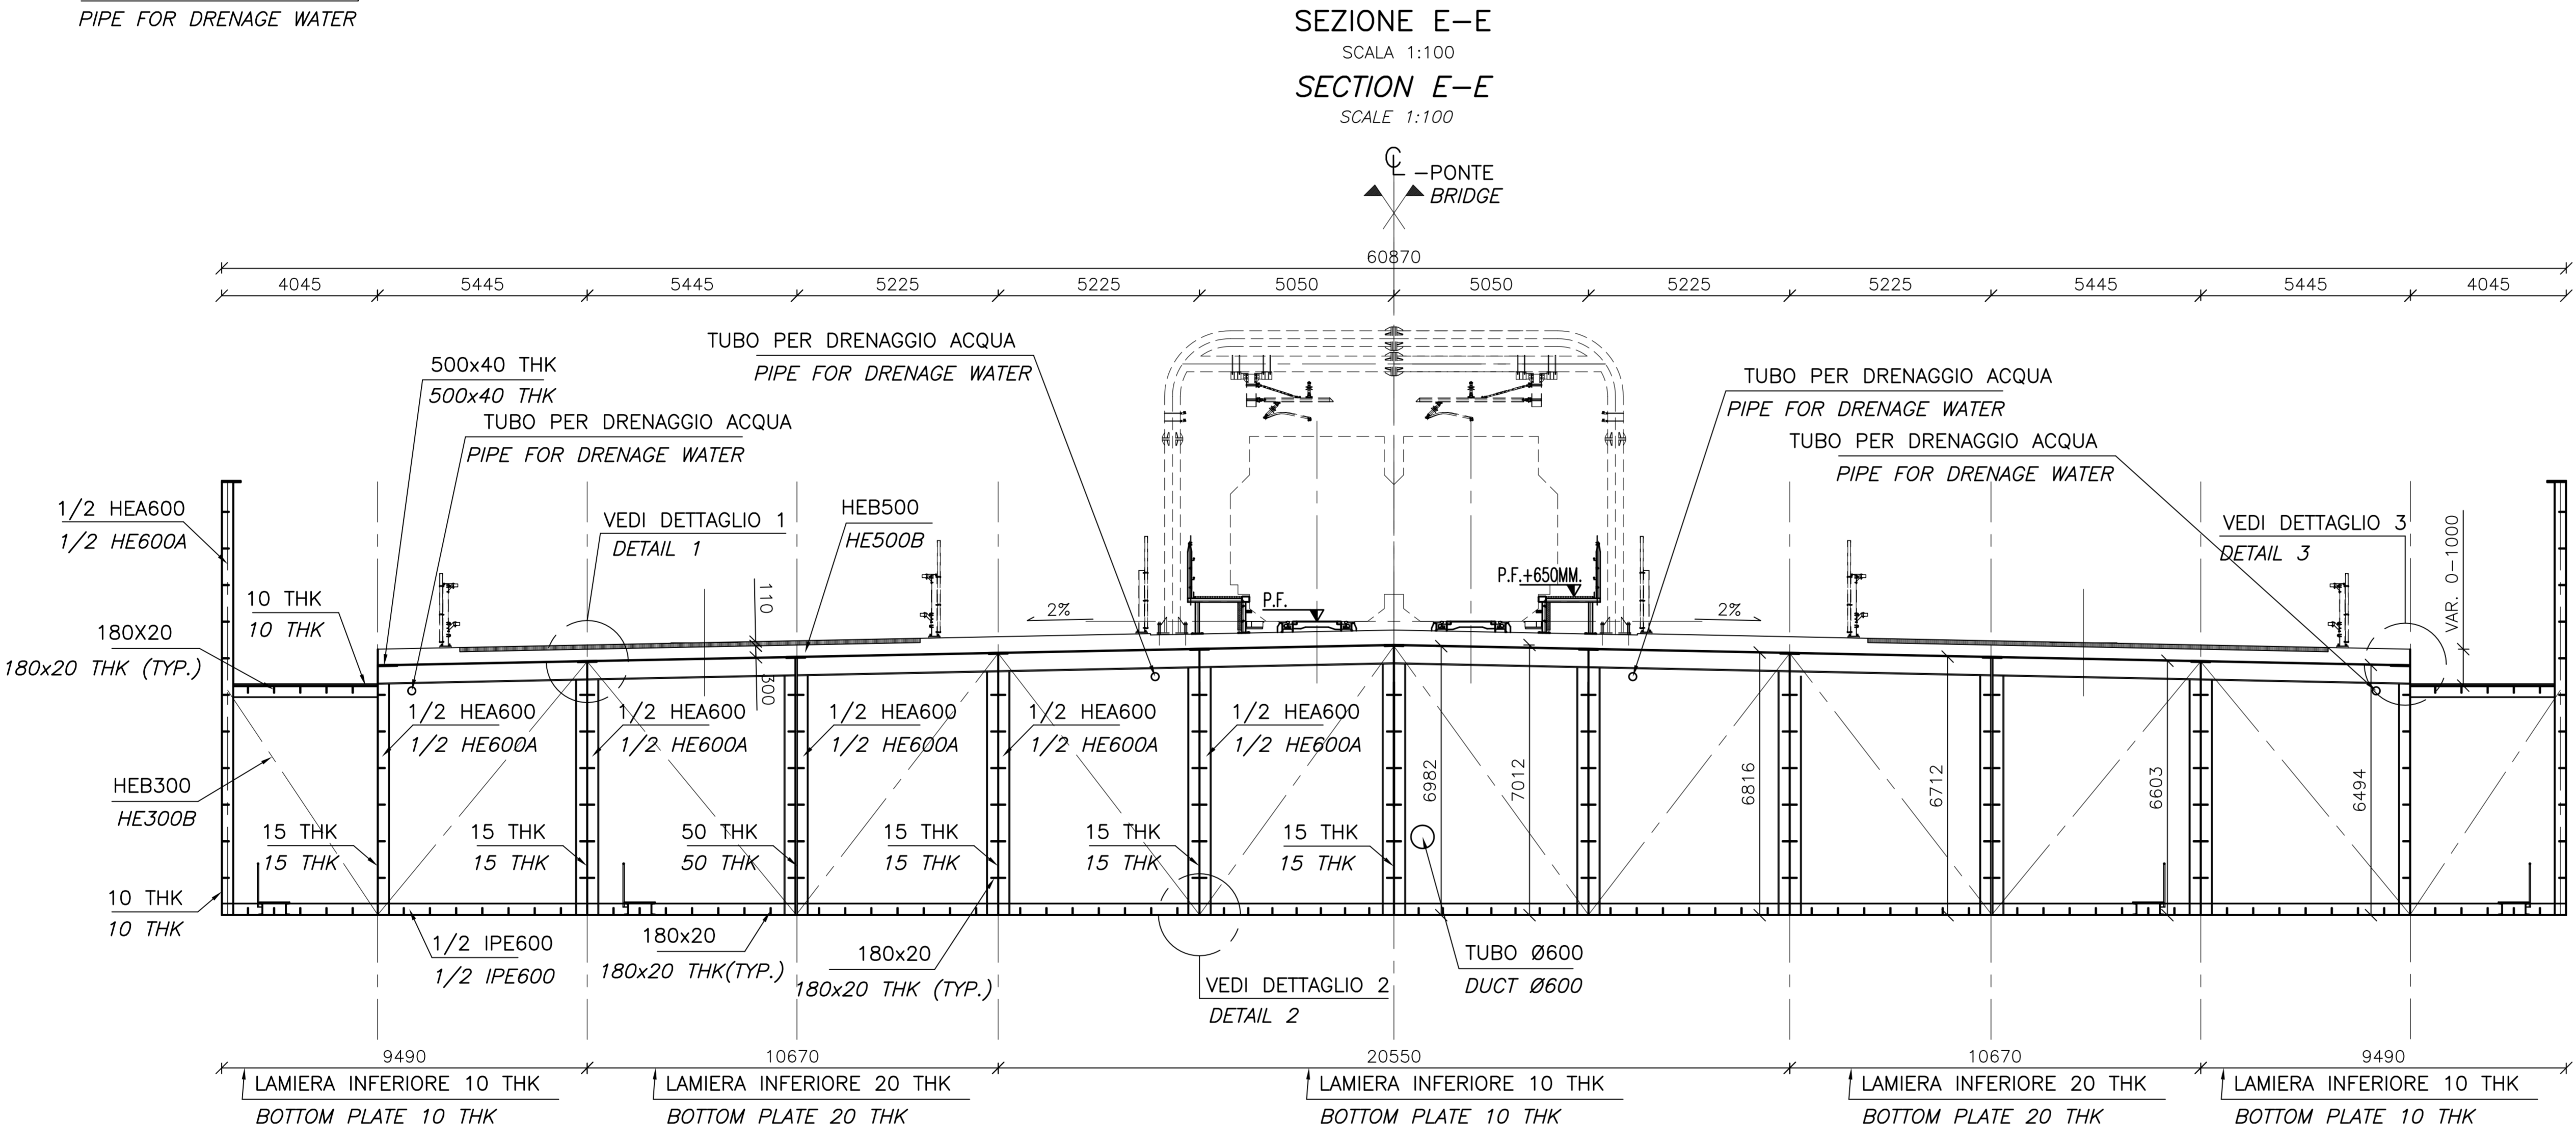 PIPE FOR DRENAGE WATER
SEZIONE E-E
SCALA 1:100
SECTION E-E
SCALE 1:100
CL -PONTE
BRIDGE
60870
4045 5445 5445 5225 5225 5050 5050 5225 5225 5445 5445 4045
TUBO PER DRENAGGIO ACQUA
PIPE FOR DRENAGE WATER
500x40 THK
500x40 THK
TUBO PER DRENAGGIO ACQUA
PIPE FOR DRENAGE WATER
TUBO PER DRENAGGIO ACQUA
PIPE FOR DRENAGE WATER
TUBO PER DRENAGGIO ACQUA
PIPE FOR DRENAGE WATER
1/2 HEA600
1/2 HE600A
VEDI DETTAGLIO 1
DETAIL 1
HEB500
HE500B
VEDI DETTAGLIO 3
DETAIL 3
VAR. 0-1000
10 THK
10 THK
180X20
180x20 THK (TYP.)
110
300
2%
P.F.
P.F.+650MM.
2%
1/2 HEA600
1/2 HE600A
1/2 HEA600
1/2 HE600A
1/2 HEA600
1/2 HE600A
1/2 HEA600
1/2 HE600A
1/2 HEA600
1/2 HE600A
6982
7012
6816
6712
6603
6494
HEB300
HE300B
15 THK
15 THK
15 THK
15 THK
50 THK
50 THK
15 THK
15 THK
15 THK
15 THK
15 THK
15 THK
10 THK
10 THK
1/2 IPE600
1/2 IPE600
180x20
180x20 THK(TYP.)
180x20
180x20 THK (TYP.)
VEDI DETTAGLIO 2
DETAIL 2
TUBO Ø600
DUCT Ø600
9490 10670 20550 10670 9490
LAMIERA INFERIORE 10 THK
BOTTOM PLATE 10 THK
LAMIERA INFERIORE 20 THK
BOTTOM PLATE 20 THK
LAMIERA INFERIORE 10 THK
BOTTOM PLATE 10 THK
LAMIERA INFERIORE 20 THK
BOTTOM PLATE 20 THK
LAMIERA INFERIORE 10 THK
BOTTOM PLATE 10 THK